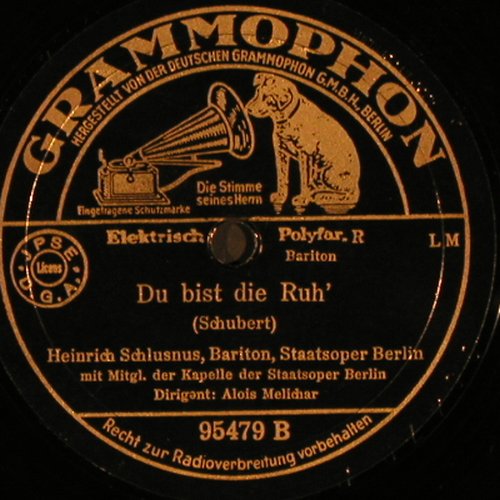 GRAMMOPHON
HERGESTELLT VON DER DEUTSCHEN GRAMMOPHON G.M.B.H., BERLIN
Die Stimme
seines Herrn
Eingetragene Schutzmarke
Elektrisch Polyfar. R LM
Bariton
JPSE
Licens
D.G.A.
Du bist die Ruh'
(Schubert)
Heinrich Schlusnus, Bariton, Staatsoper Berlin
mit Mitgl. der Kapelle der Staatsoper Berlin
Dirigent: Alois Melichar
95479 B
Recht zur Radioverbreitung vorbehalten